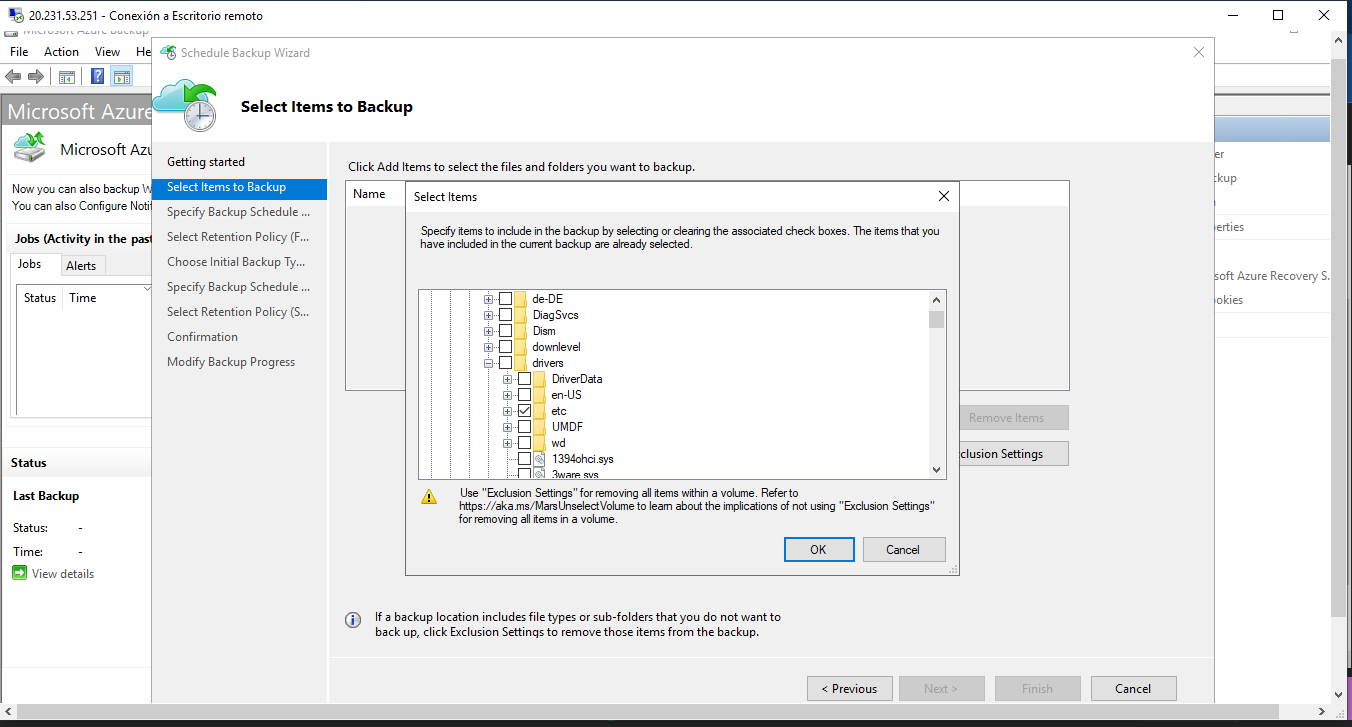 20.231.53.251 - Conexión a Escritorio remoto
Microsoft Azure Backup
File Action View He
Schedule Backup Wizard
Microsoft Azure
Select Items to Backup
Microsoft Azu
Now you can also backup W
You can also Configure Notif
Jobs (Activity in the past
Jobs
Alerts
Status Time
Status
Last Backup
Status: -
Time: -
View details
Getting started
Select Items to Backup
Specify Backup Schedule ...
Select Retention Policy (F...
Choose Initial Backup Ty...
Specify Backup Schedule ...
Select Retention Policy (S...
Confirmation
Modify Backup Progress
Click Add Items to select the files and folders you want to backup.
Name
Select Items
Specify items to include in the backup by selecting or clearing the associated check boxes. The items that you
have included in the current backup are already selected.
de-DE
DiagSvcs
Dism
downlevel
drivers
DriverData
en-US
etc
UMDF
wd
1394ohci.sys
3ware.sys
Use "Exclusion Settings" for removing all items within a volume. Refer to
https://aka.ms/MarsUnselectVolume to learn about the implications of not using "Exclusion Settings"
for removing all items in a volume.
OK
Cancel
Remove Items
clusion Settings
If a backup location includes file types or sub-folders that you do not want to
back up, click Exclusion Settings to remove those items from the backup.
< Previous
Next >
Finish
Cancel
er
kup
erties
soft Azure Recovery S.
ookies